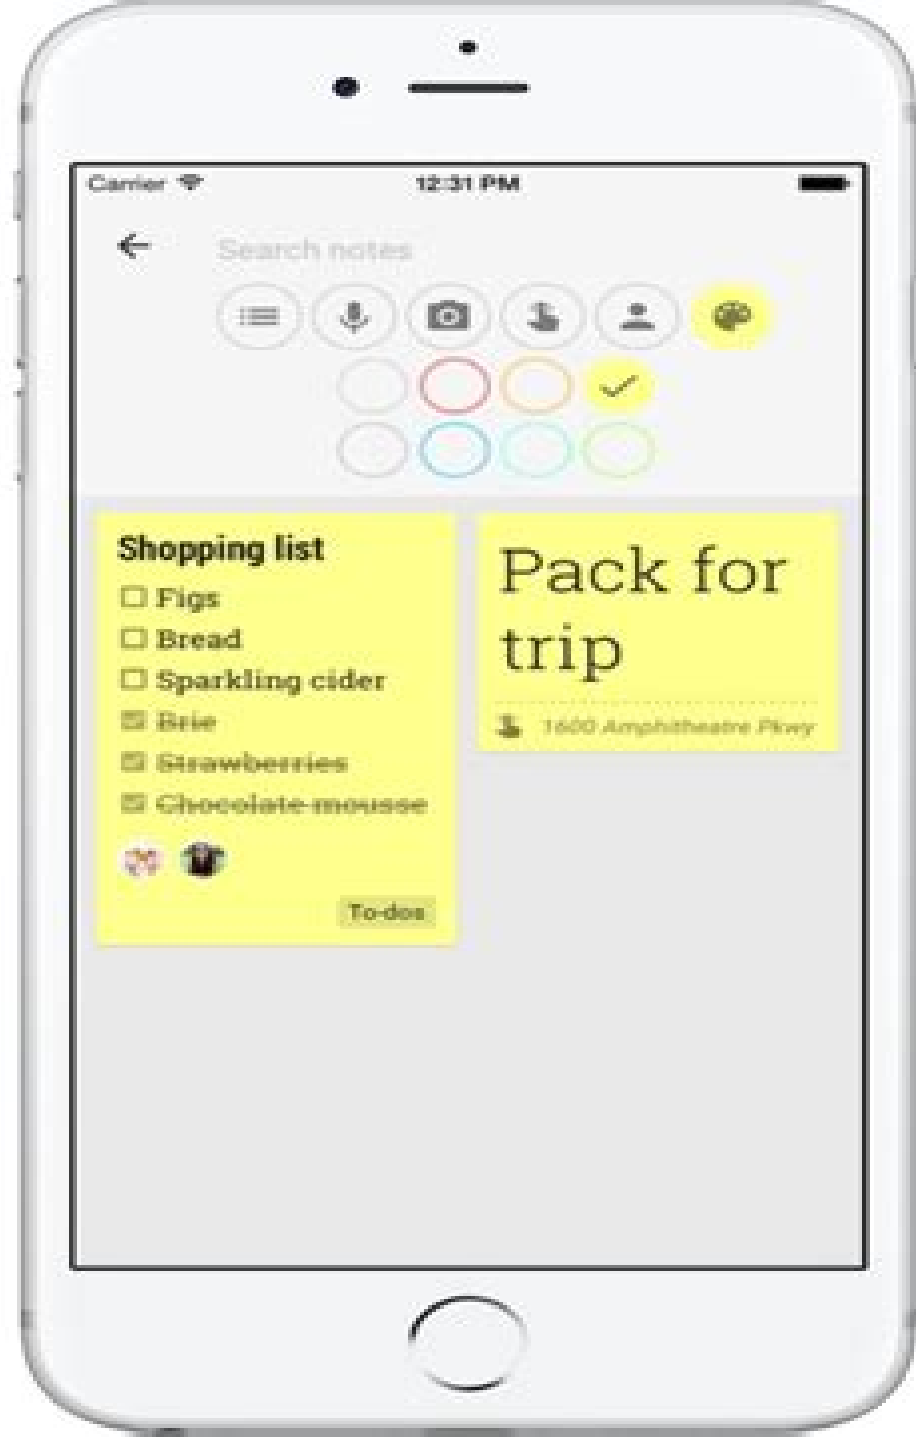 Carrier 12:31 PM
Search notes
Shopping list
Figs
Bread
Sparkling cider
Brie
Strawberries
Chocolate mousse
To-dos
Pack for
trip
1600 Amphitheatre Pkwy